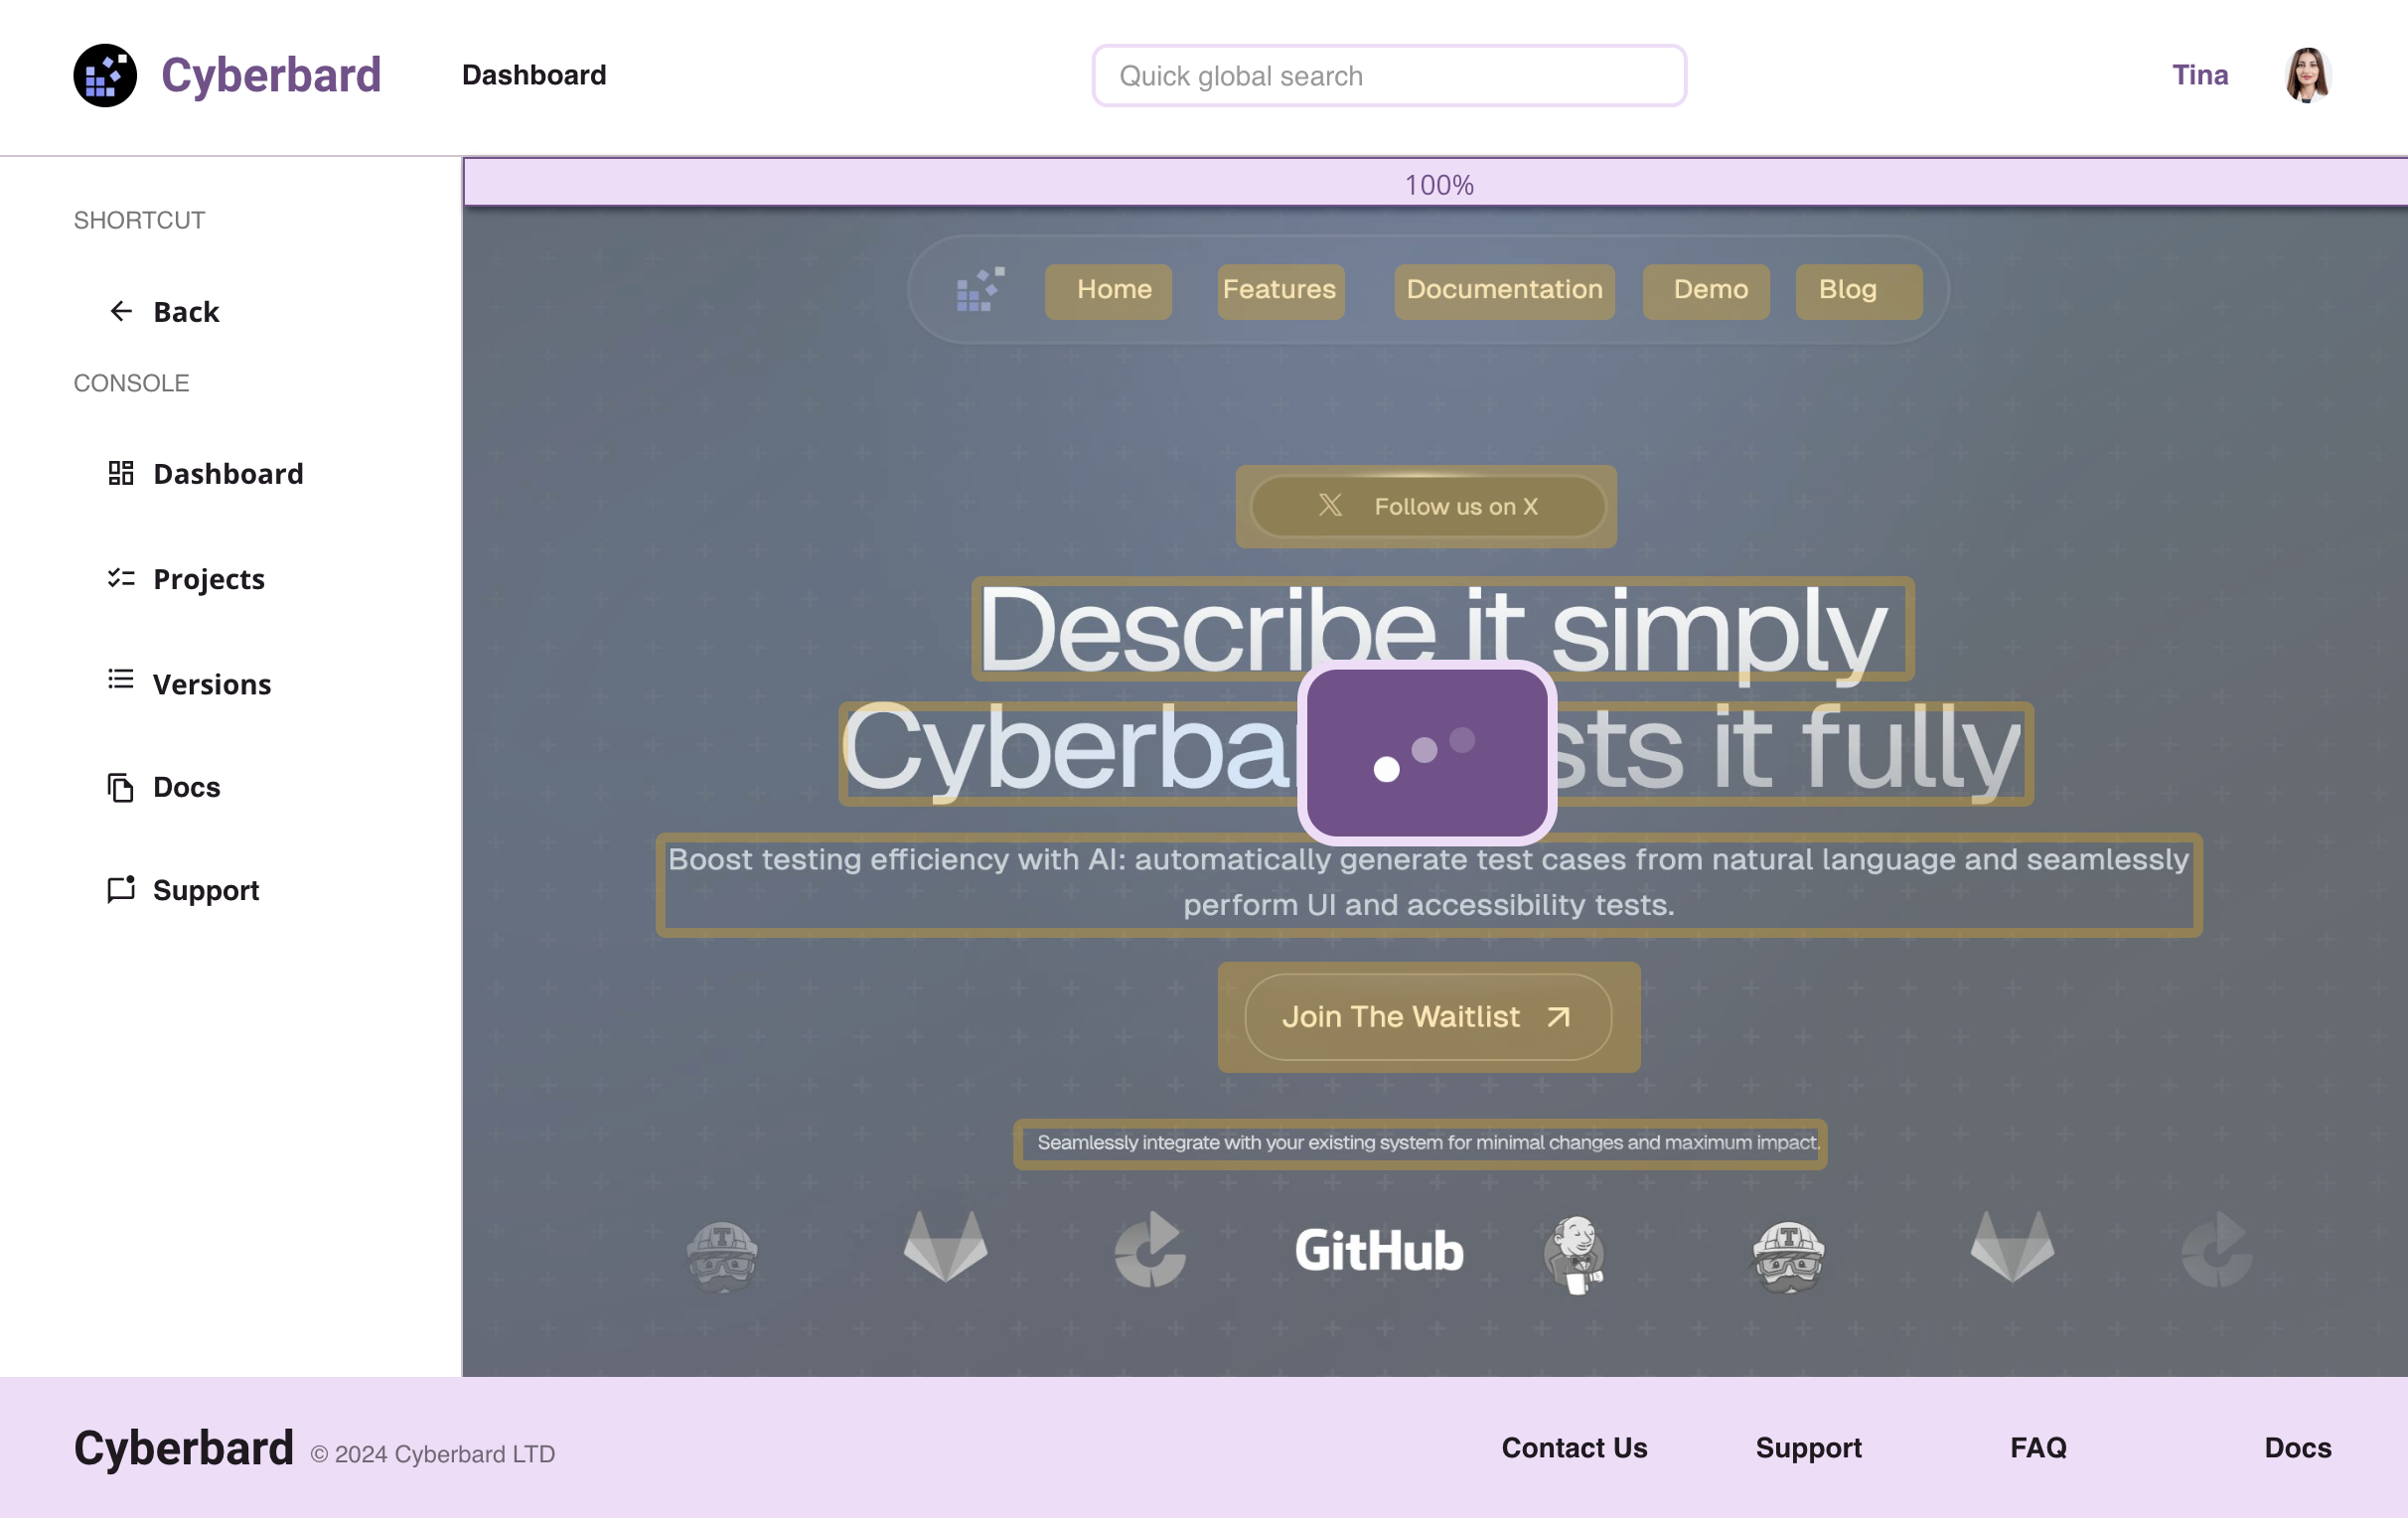 Cyberbard
Dashboard
Quick global search
Tina
SHORTCUT
Back
CONSOLE
Dashboard
Projects
Versions
Docs
Support
100%
Home
Features
Documentation
Demo
Blog
Follow us on X
Describe it simply
it fully
Boost testing efficiency with AI: automatically generate test cases from natural language and seamlessly
perform UI and accessibility tests.
Join The Waitlist
Seamlessly integrate with your existing system for minimal changes and maximum impact.
T
GitHub
T
Cyberbard
© 2024 Cyberbard LTD
Contact Us
Support
FAQ
Docs